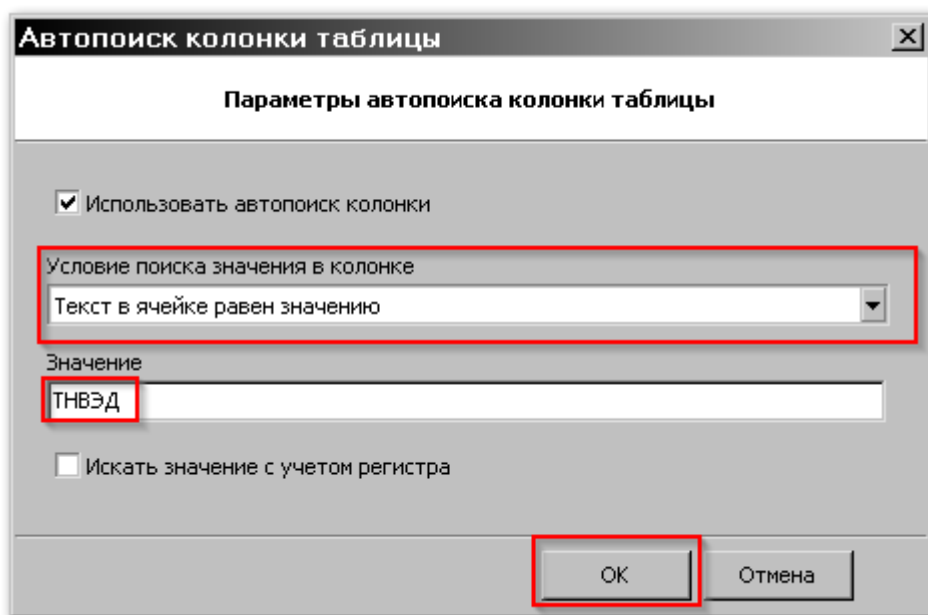 Автопоиск колонки таблицы
Параметры автопоиска колонки таблицы
Использовать автопоиск колонки
Условие поиска значения в колонке
Текст в ячейке равен значению
Значение
ТНВЭД
Искать значение с учетом регистра
OK
Отмена